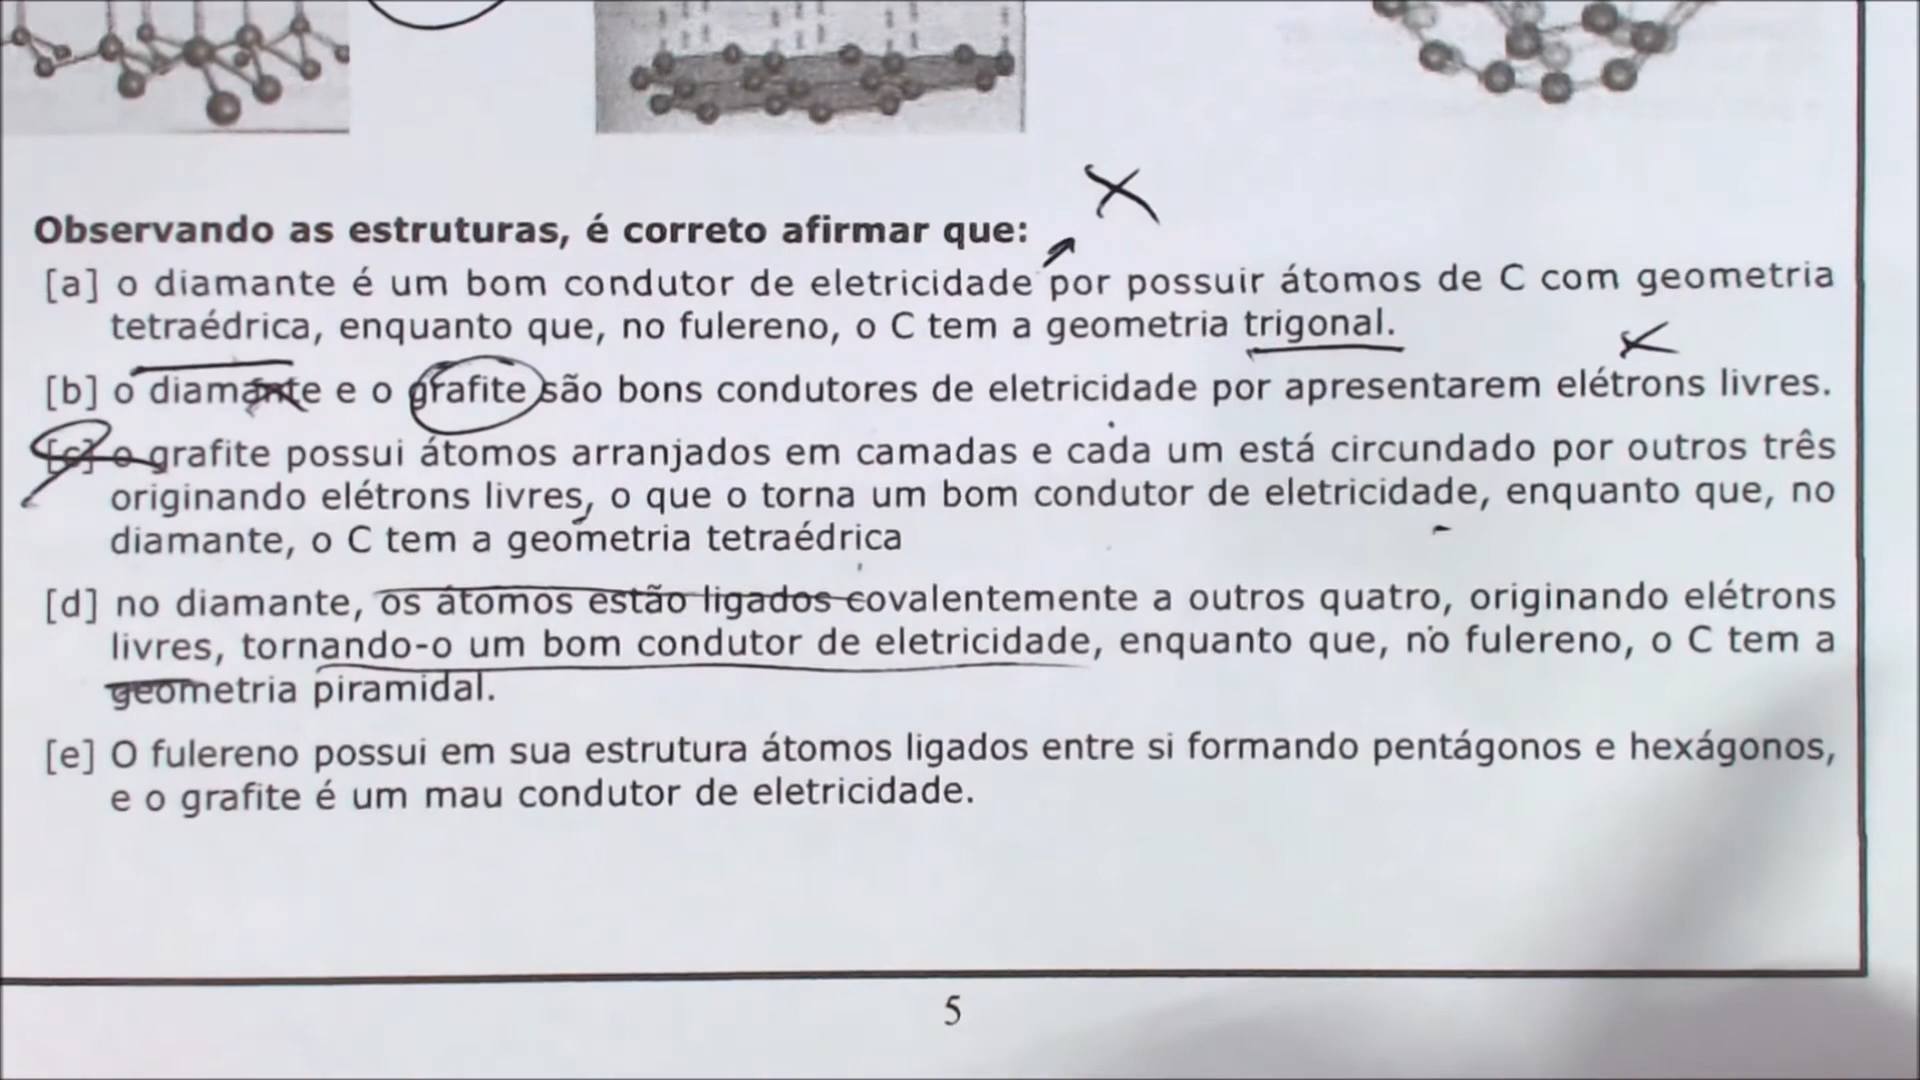 Observando as estruturas, é correto afirmar que:
[a] o diamante é um bom condutor de eletricidade por possuir átomos de C com geometria
tetraédrica, enquanto que, no fulereno, o C tem a geometria trigonal.
[b] o diamante e o grafite são bons condutores de eletricidade por apresentarem elétrons livres.
[c] o grafite possui átomos arranjados em camadas e cada um está circundado por outros três
originando elétrons livres, o que o torna um bom condutor de eletricidade, enquanto que, no
diamante, o C tem a geometria tetraédrica
[d] no diamante, os átomos estão ligados covalentemente a outros quatro, originando elétrons
livres, tornando-o um bom condutor de eletricidade, enquanto que, no fulereno, o C tem a
geometria piramidal.
[e] O fulereno possui em sua estrutura átomos ligados entre si formando pentágonos e hexágonos,
e o grafite é um mau condutor de eletricidade.
5